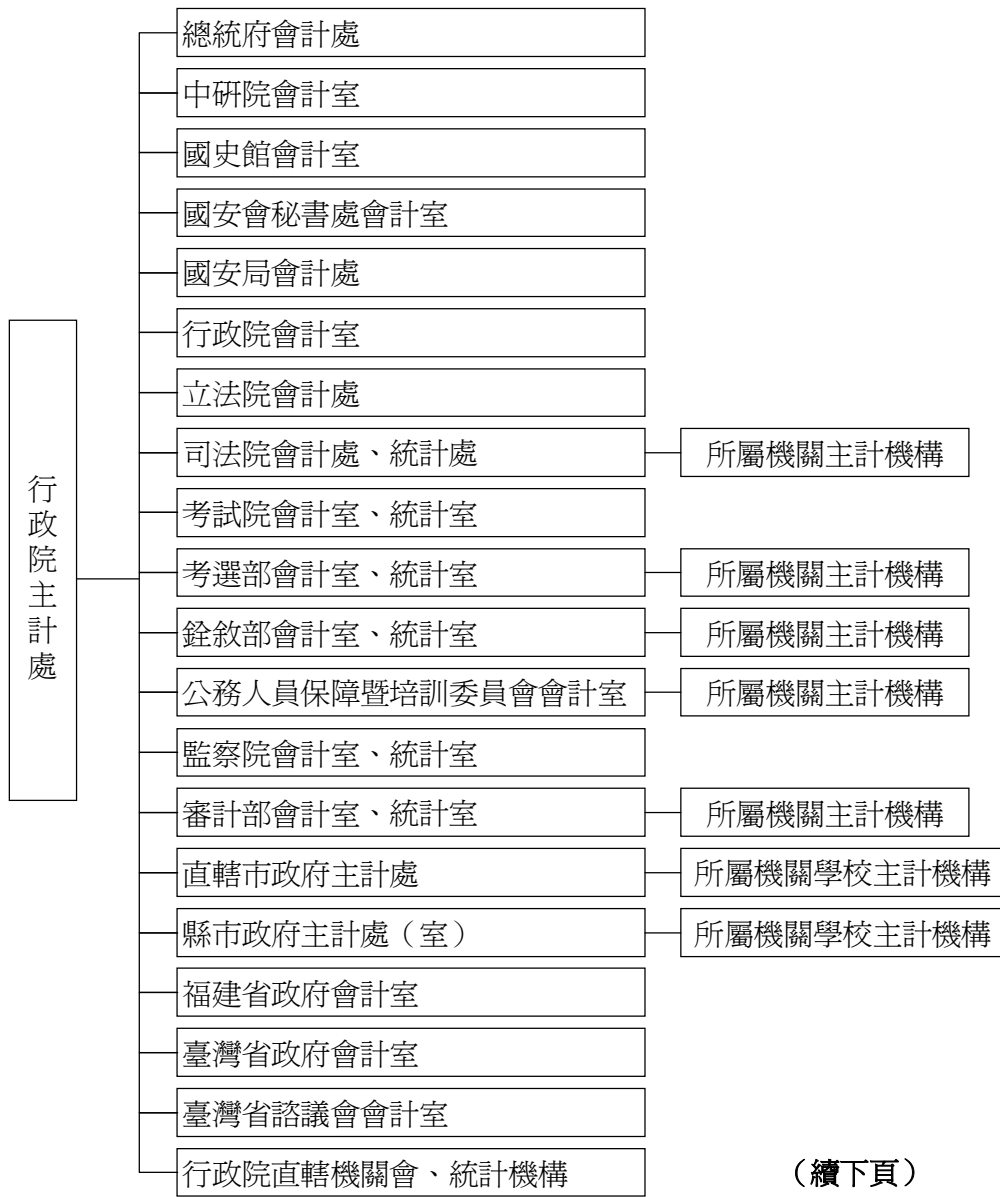 總統府會計處
中研院會計室
國史館會計室
國安會秘書處會計室
國安局會計處
行政院會計室
立法院會計處
司法院會計處、統計處
所屬機關主計機構
行政院主計處
考試院會計室、統計室
考選部會計室、統計室
所屬機關主計機構
銓敘部會計室、統計室
所屬機關主計機構
公務人員保障暨培訓委員會會計室
所屬機關主計機構
監察院會計室、統計室
審計部會計室、統計室
所屬機關主計機構
直轄市政府主計處
所屬機關學校主計機構
縣市政府主計處（室）
所屬機關學校主計機構
福建省政府會計室
臺灣省政府會計室
臺灣省諮議會會計室
行政院直轄機關會、統計機構
（續下頁）